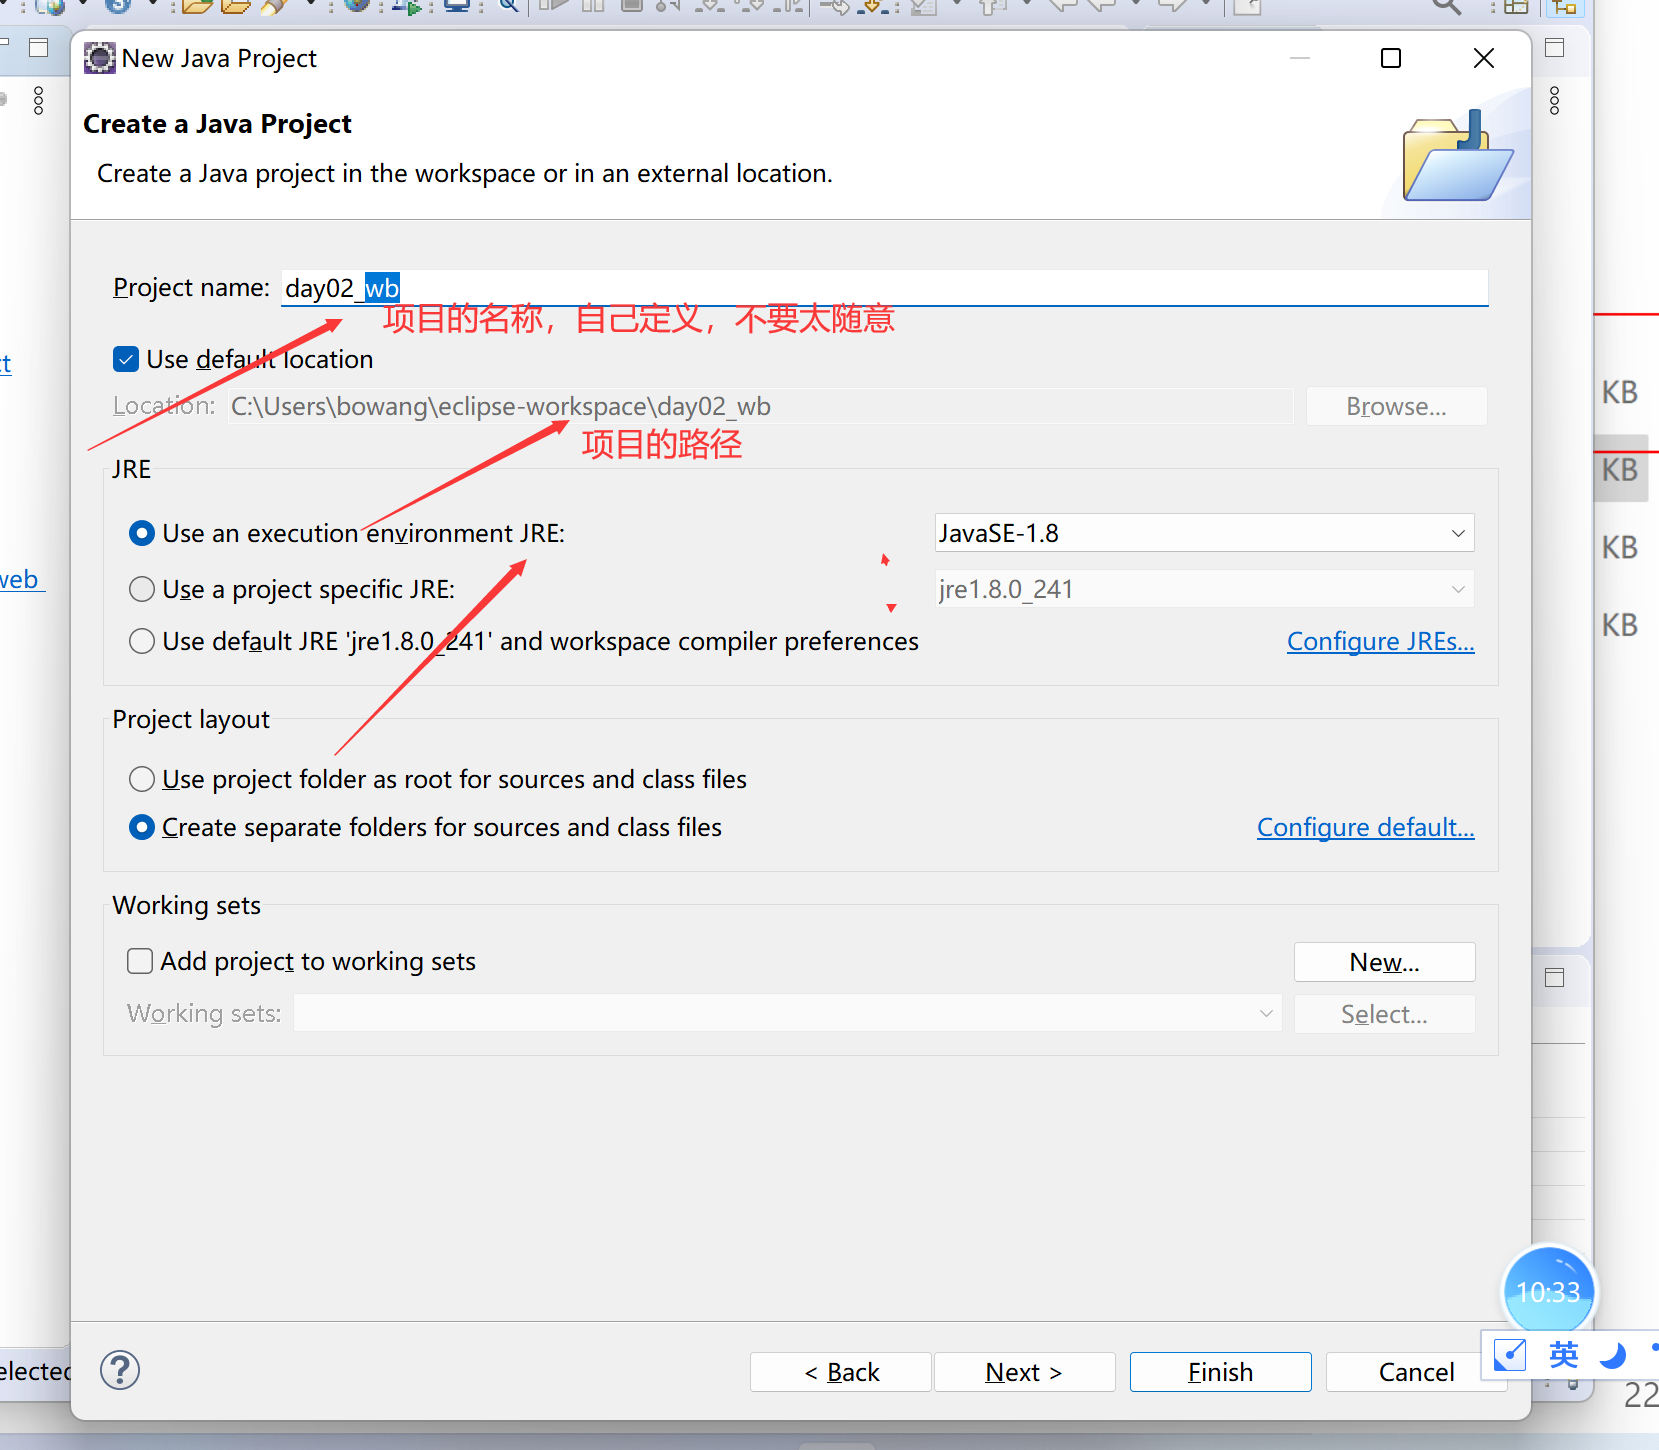 New Java Project
Create a Java Project
Create a Java project in the workspace or in an external location.
Project name: day02_wb
项目的名称，自己定义，不要太随意
Use default location
Location: C:\Users\bowang\eclipse-workspace\day02_wb Browse...
项目的路径
JRE
Use an execution environment JRE: JavaSE-1.8
Use a project specific JRE: jre1.8.0_241
Use default JRE 'jre1.8.0_241' and workspace compiler preferences Configure JREs...
Project layout
Use project folder as root for sources and class files
Create separate folders for sources and class files Configure default...
Working sets
Add project to working sets New...
Working sets: Select...
< Back Next > Finish Cancel
KB
KB
KB
KB
10:33
英
22